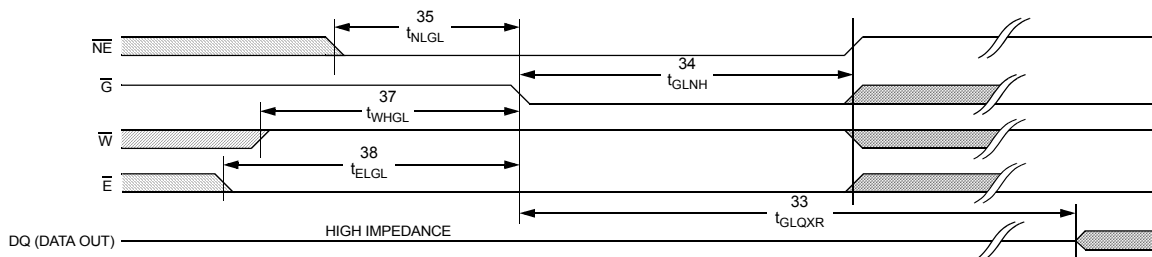 35
tNLGL
NE
34
tGLNH
G
37
tWHGL
W
38
tELGL
E
33
tGLQXR
HIGH IMPEDANCE
DQ (DATA OUT)